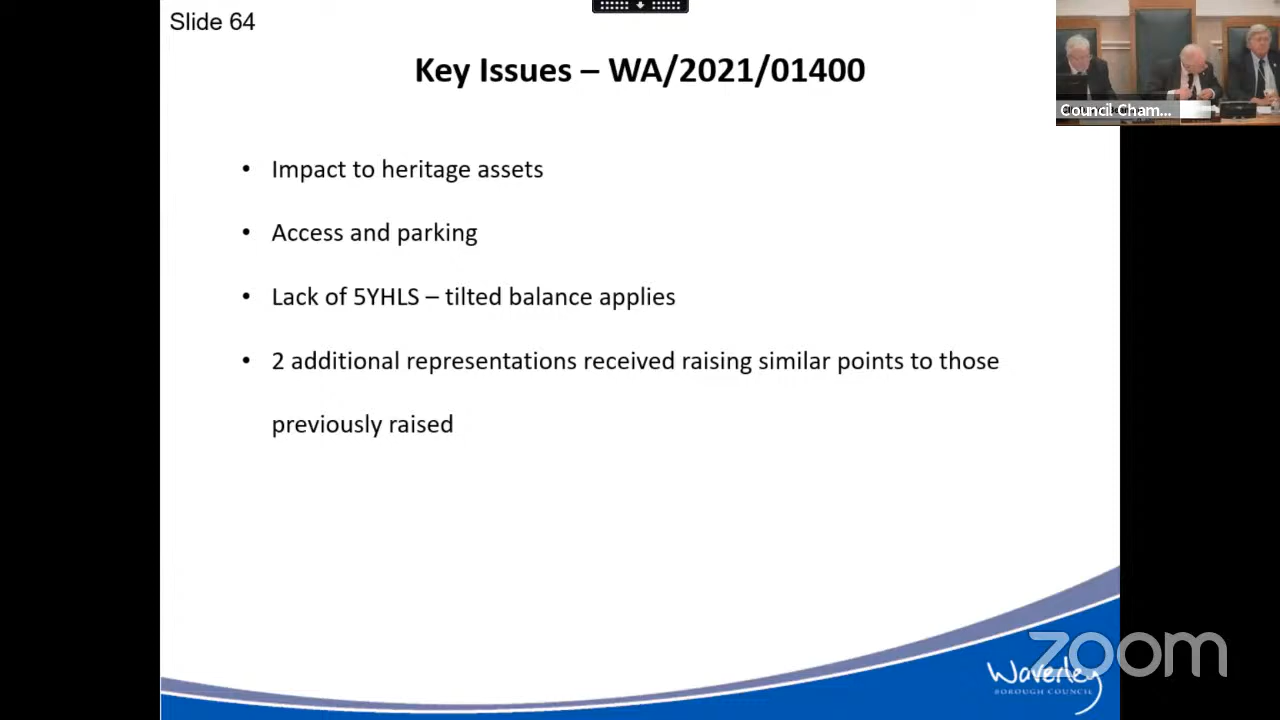 Slide 64
Key Issues – WA/2021/01400
Council Cham...
• Impact to heritage assets
• Access and parking
• Lack of 5YHLS – tilted balance applies
• 2 additional representations received raising similar points to those
previously raised
zoom
Waverley
BOROUGH COUNCIL